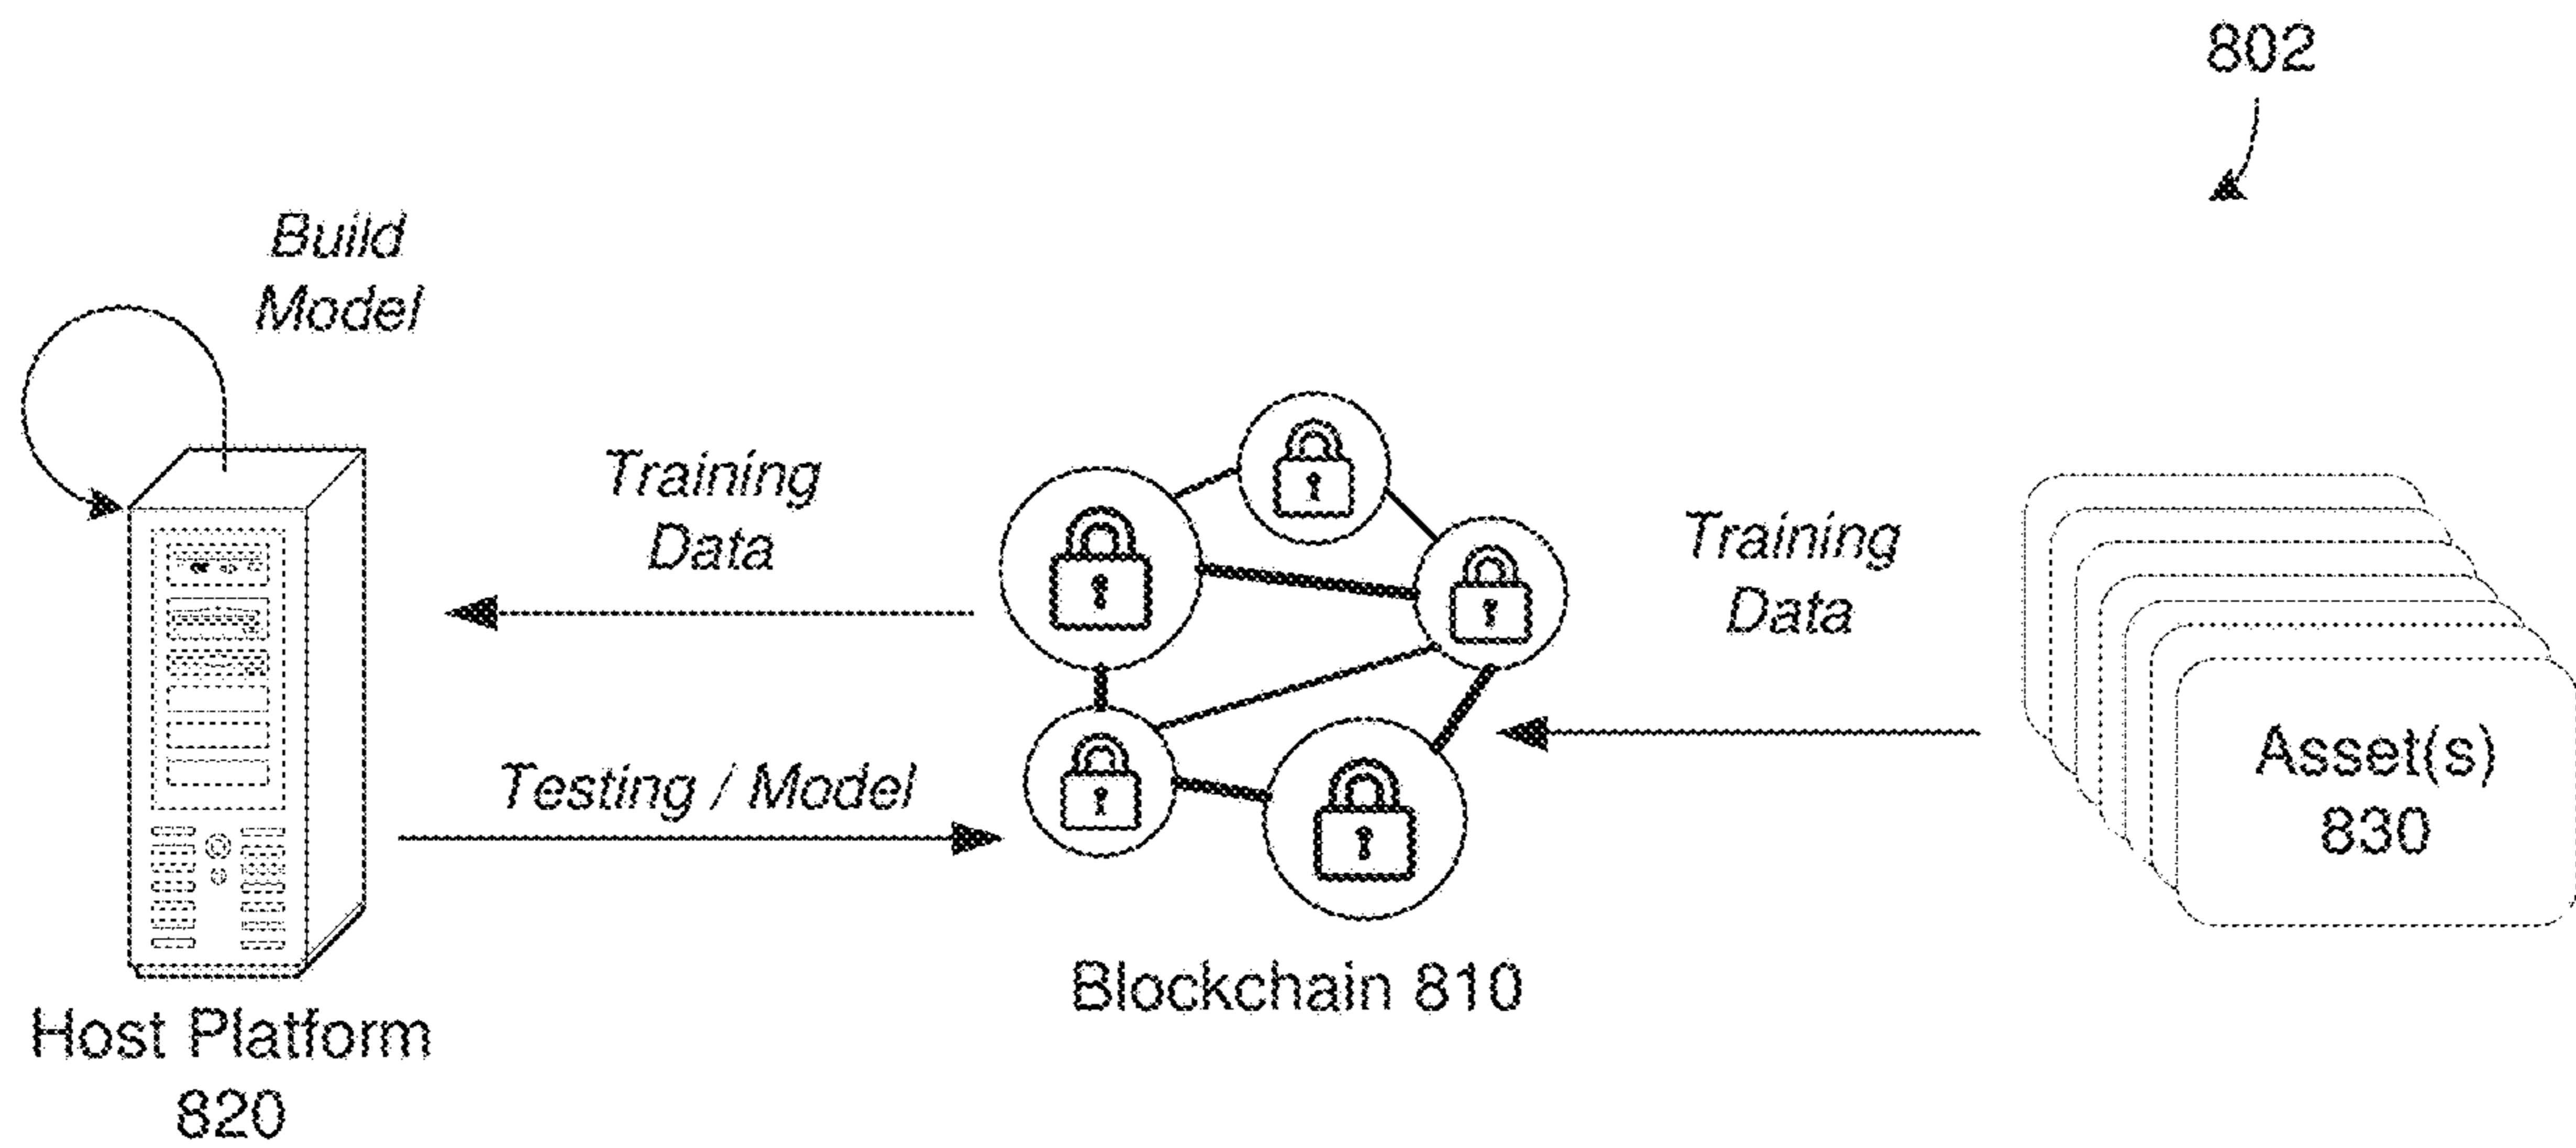 802
Build
Model
Training
Data
Training
Data
Testing / Model
Asset(s)
830
Blockchain 810
Host Platform
820